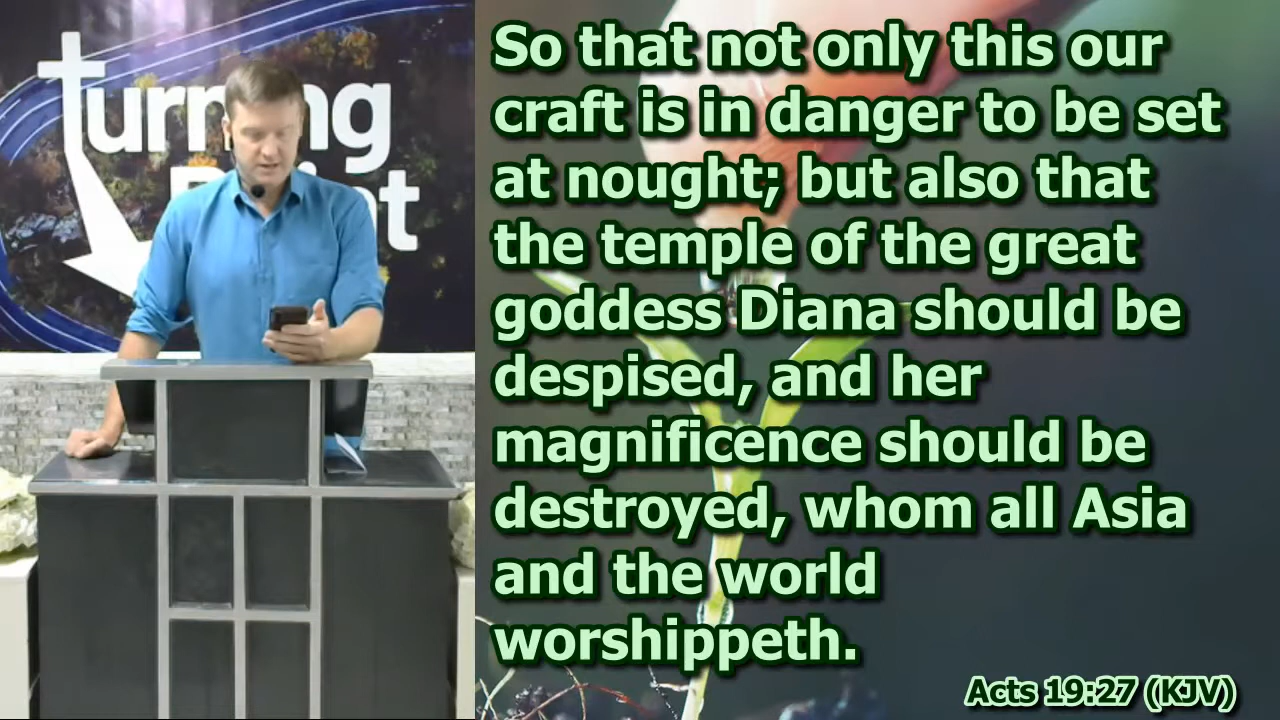 turning
Point
So that not only this our
craft is in danger to be set
at nought; but also that
the temple of the great
goddess Diana should be
despised, and her
magnificence should be
destroyed, whom all Asia
and the world
worshippeth.
Acts 19:27 (KJV)